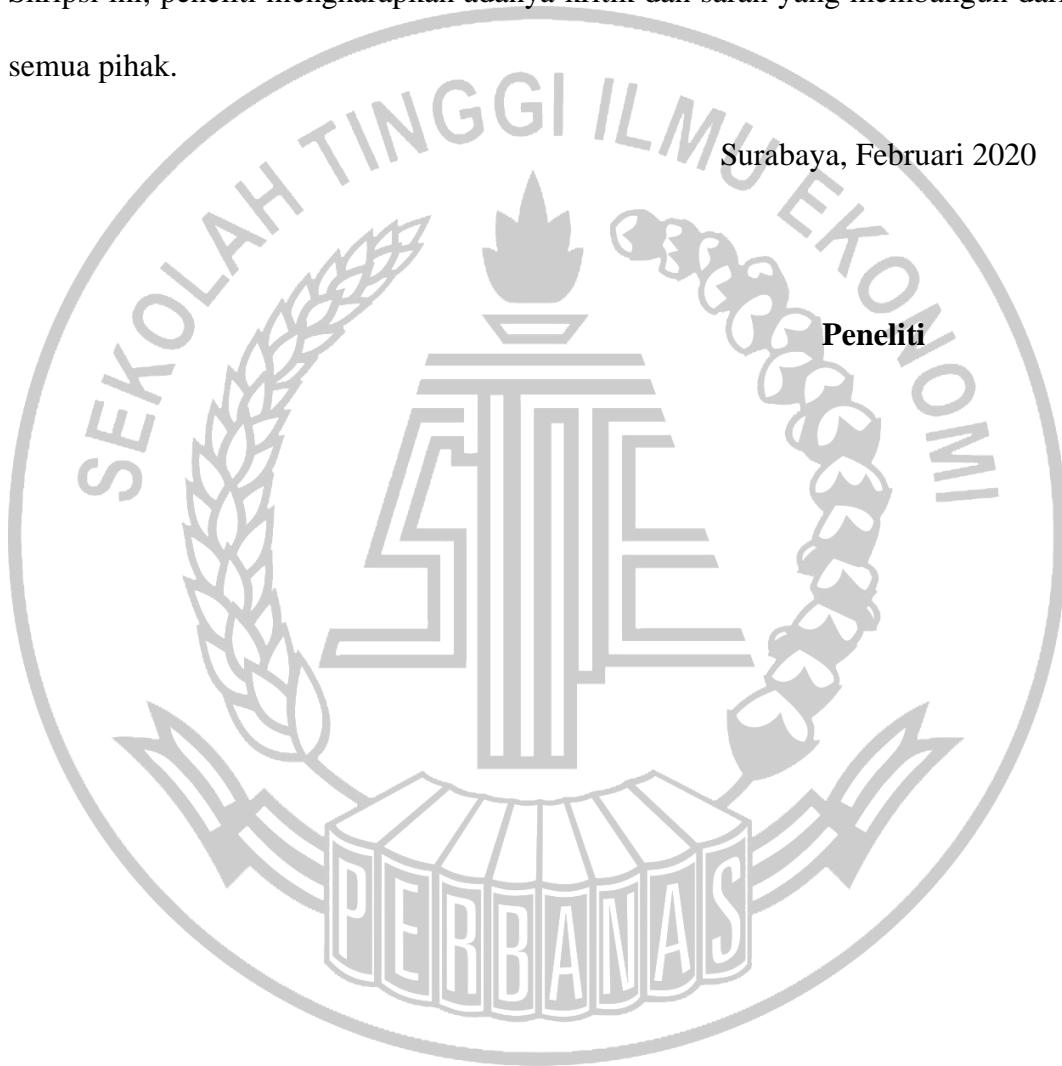 Skripsi ini, peneliti mengharapkan adanya kritik dan saran yang membangun dari
semua pihak.
SEKOLAH TINGGI ILMU EKONOMI
Surabaya, Februari 2020
Peneliti
STIE
PERBANAS